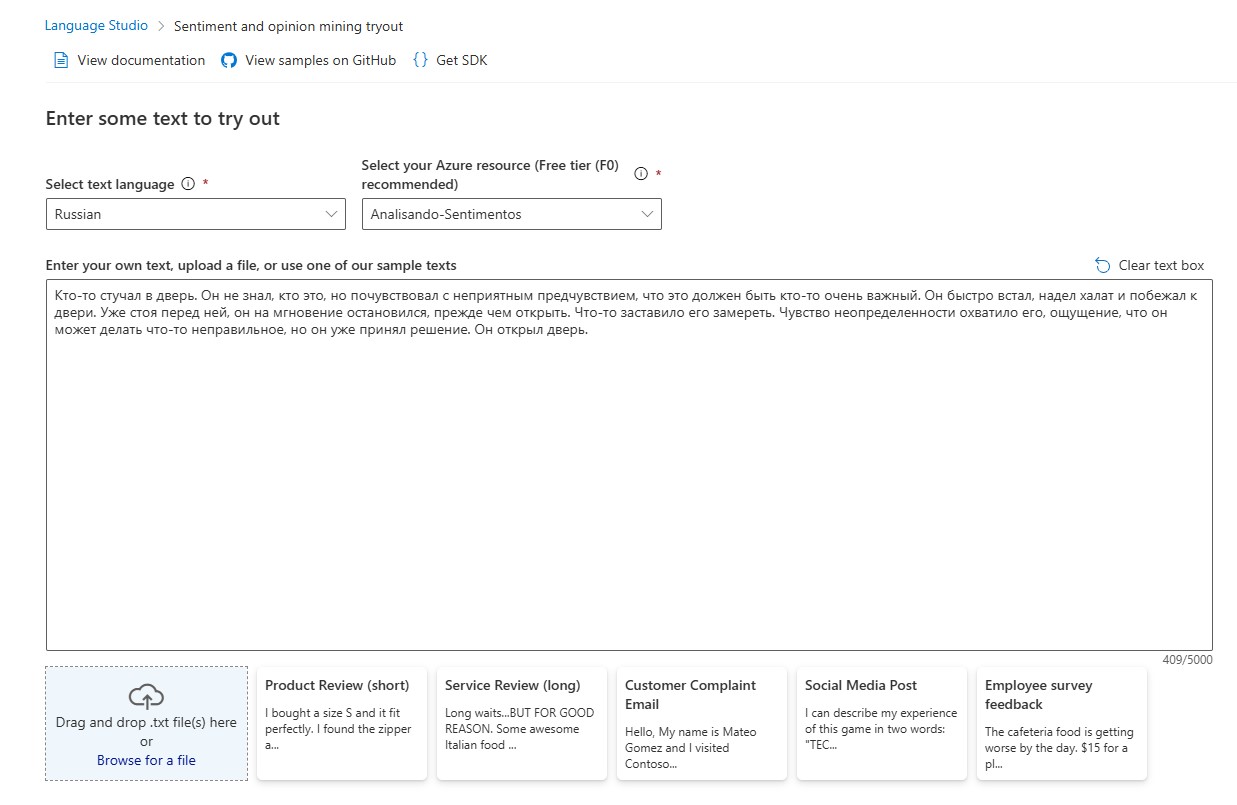 Language Studio > Sentiment and opinion mining tryout
View documentation View samples on GitHub {} Get SDK
Enter some text to try out
Select your Azure resource (Free tier (F0)
Select text language * recommended) *
Russian Analisando-Sentimentos
Enter your own text, upload a file, or use one of our sample texts Clear text box
Кто-то стучал в дверь. Он не знал, кто это, но почувствовал с неприятным предчувствием, что это должен быть кто-то очень важный. Он быстро встал, надел халат и побежал к
двери. Уже стоя перед ней, он на мгновение остановился, прежде чем открыть. Что-то заставило его замереть. Чувство неопределенности охватило его, ощущение, что он
может делать что-то неправильное, но он уже принял решение. Он открыл дверь.
409/5000
Drag and drop .txt file(s) here
or
Browse for a file
Product Review (short)
I bought a size S and it fit
perfectly. I found the zipper
a...
Service Review (long)
Long waits...BUT FOR GOOD
REASON. Some awesome
Italian food ...
Customer Complaint
Email
Hello, My name is Mateo
Gomez and I visited
Contoso...
Social Media Post
I can describe my experience
of this game in two words:
"TEC...
Employee survey
feedback
The cafeteria food is getting
worse by the day. $15 for a
pl...